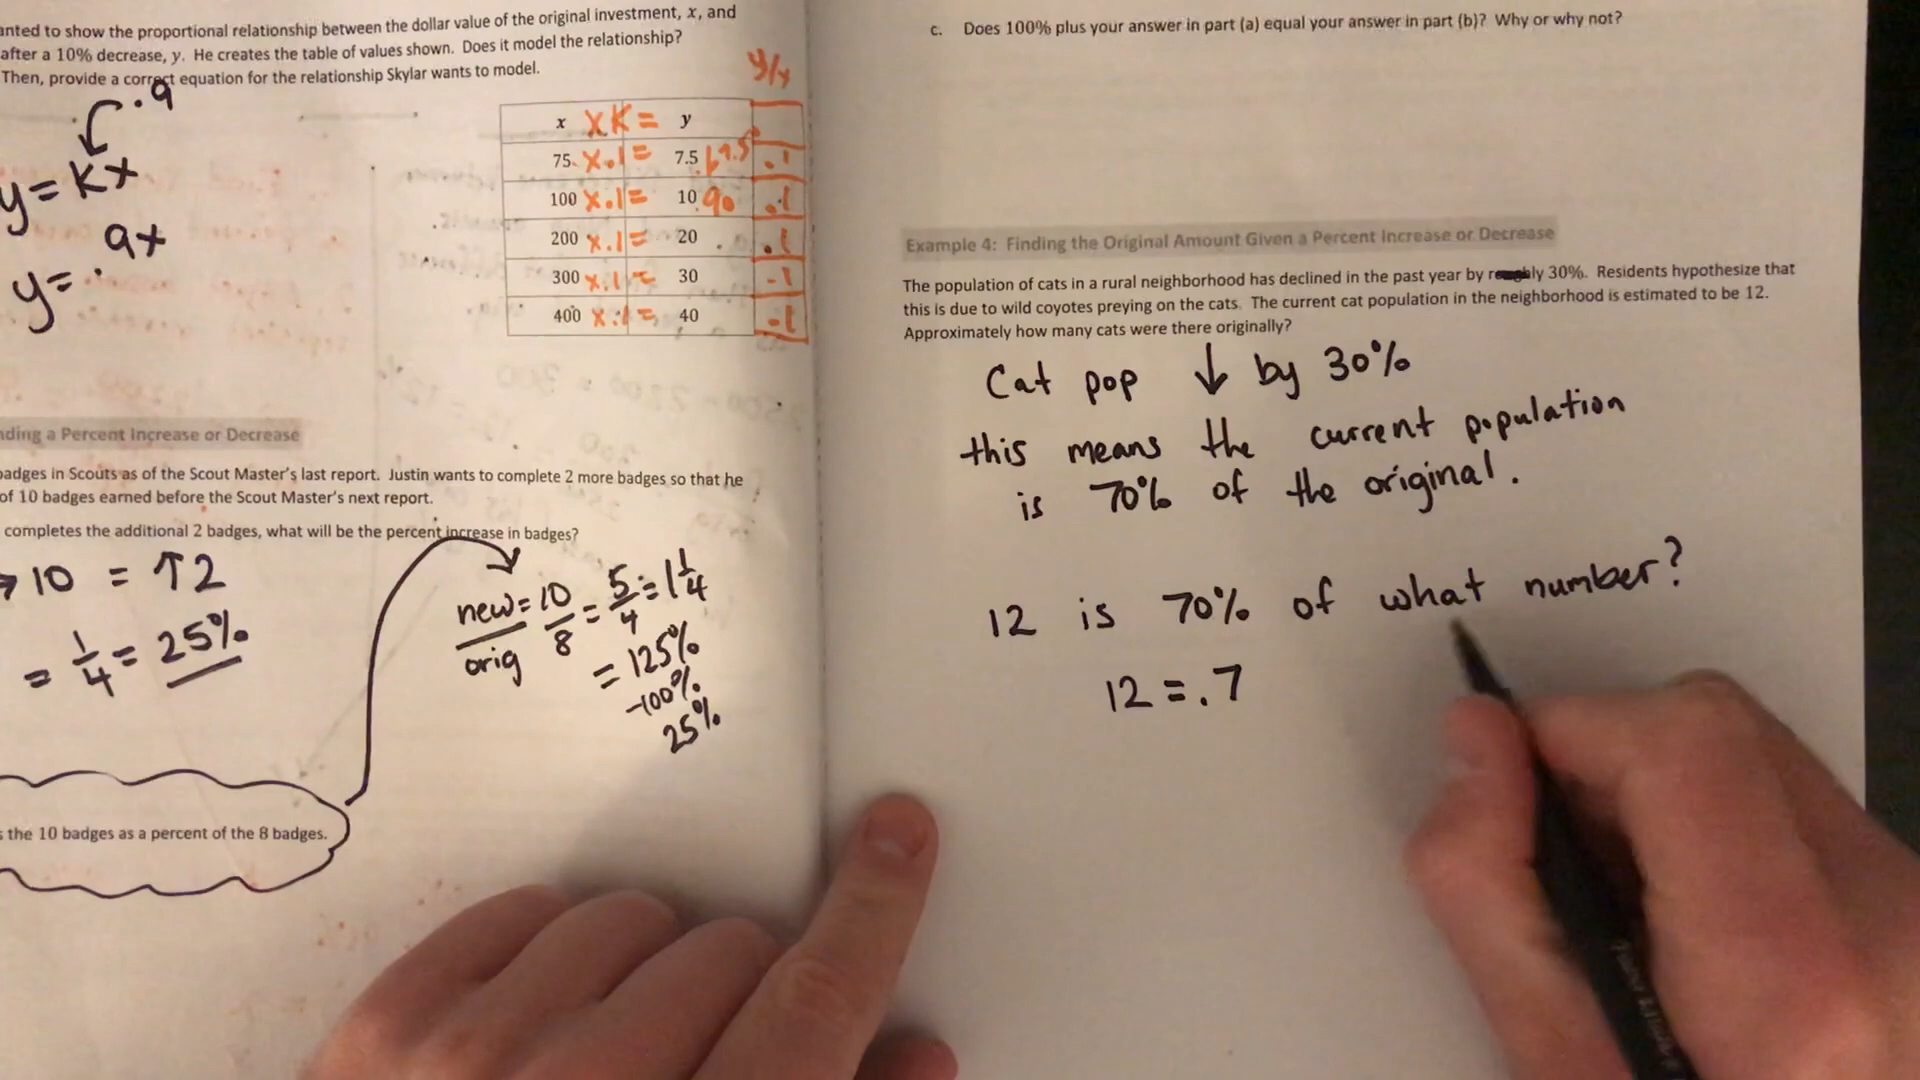 anted to show the proportional relationship between the dollar value of the original investment, x, and
after a 10% decrease, y. He creates the table of values shown. Does it model the relationship?
Then, provide a correct equation for the relationship Skylar wants to model.
.9
y = kx
y = .9x
y/x
x x k = y
75 x .1 = 7.5 67.5 .1
100 x .1 = 10 90 .1
200 x .1 = 20 .1
300 x .1 = 30 .1
400 x .1 = 40 .1
nding a Percent Increase or Decrease
badges in Scouts as of the Scout Master's last report. Justin wants to complete 2 more badges so that he
of 10 badges earned before the Scout Master's next report.
completes the additional 2 badges, what will be the percent increase in badges?
→ 10 = ↑2
= 1/4 = 25%
new/orig = 10/8 = 5/4 = 1 1/4
= 125%
-100%
25%
the 10 badges as a percent of the 8 badges.
c. Does 100% plus your answer in part (a) equal your answer in part (b)? Why or why not?
Example 4: Finding the Original Amount Given a Percent Increase or Decrease
The population of cats in a rural neighborhood has declined in the past year by roughly 30%. Residents hypothesize that
this is due to wild coyotes preying on the cats. The current cat population in the neighborhood is estimated to be 12.
Approximately how many cats were there originally?
Cat pop ↓ by 30%
this means the current population
is 70% of the original.
12 is 70% of what number?
12 = .7